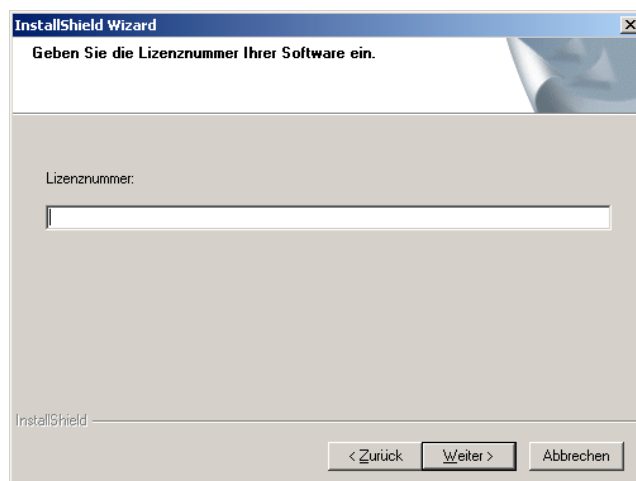 InstallShield Wizard
Geben Sie die Lizenznummer Ihrer Software ein.
Lizenznummer:
InstallShield
< Zurück Weiter > Abbrechen